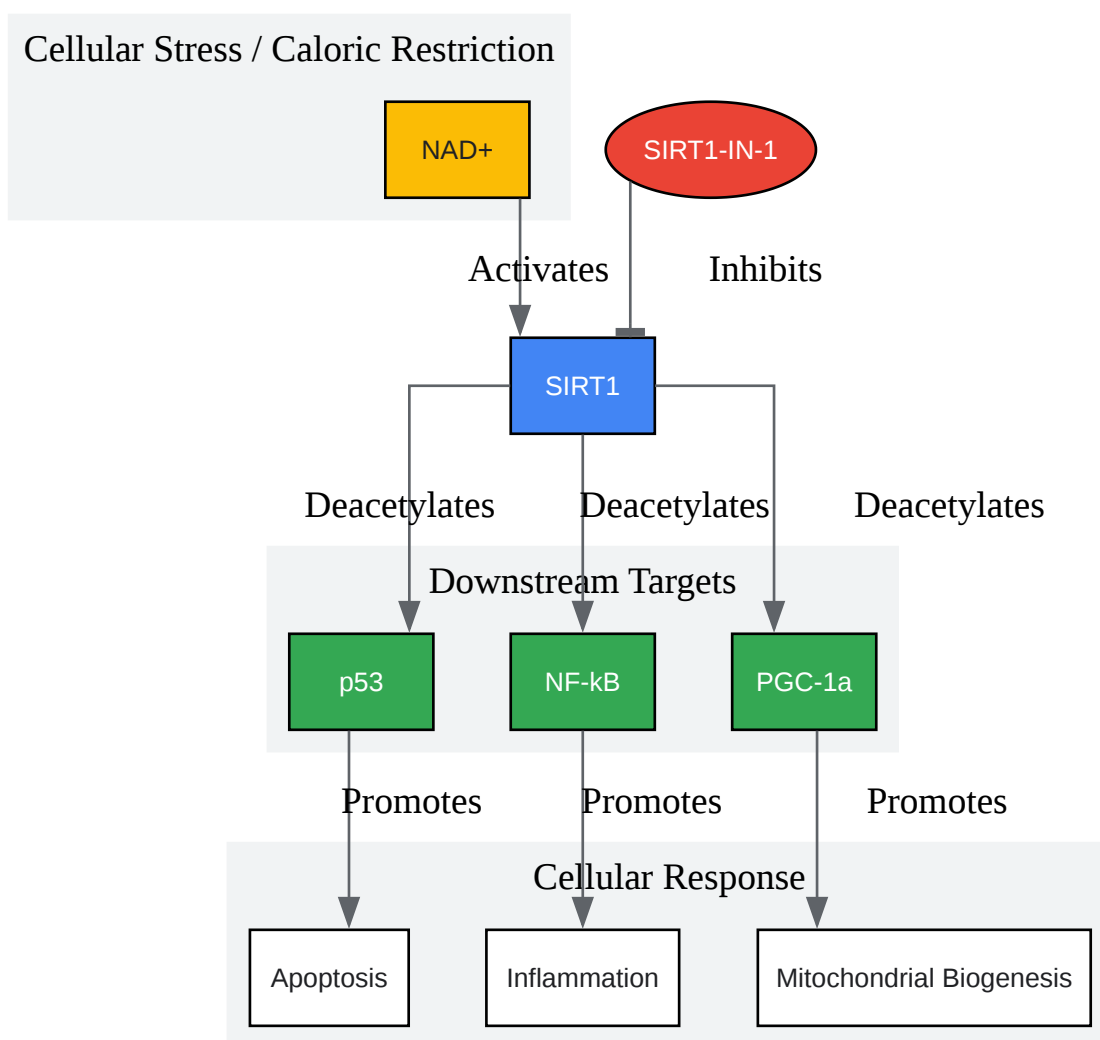 Cellular Stress / Caloric Restriction
NAD+
SIRT1-IN-1
Activates
Inhibits
SIRT1
Deacetylates
Deacetylates
Deacetylates
Downstream Targets
p53
NF-kB
PGC-1a
Promotes
Promotes
Promotes
Cellular Response
Apoptosis
Inflammation
Mitochondrial Biogenesis